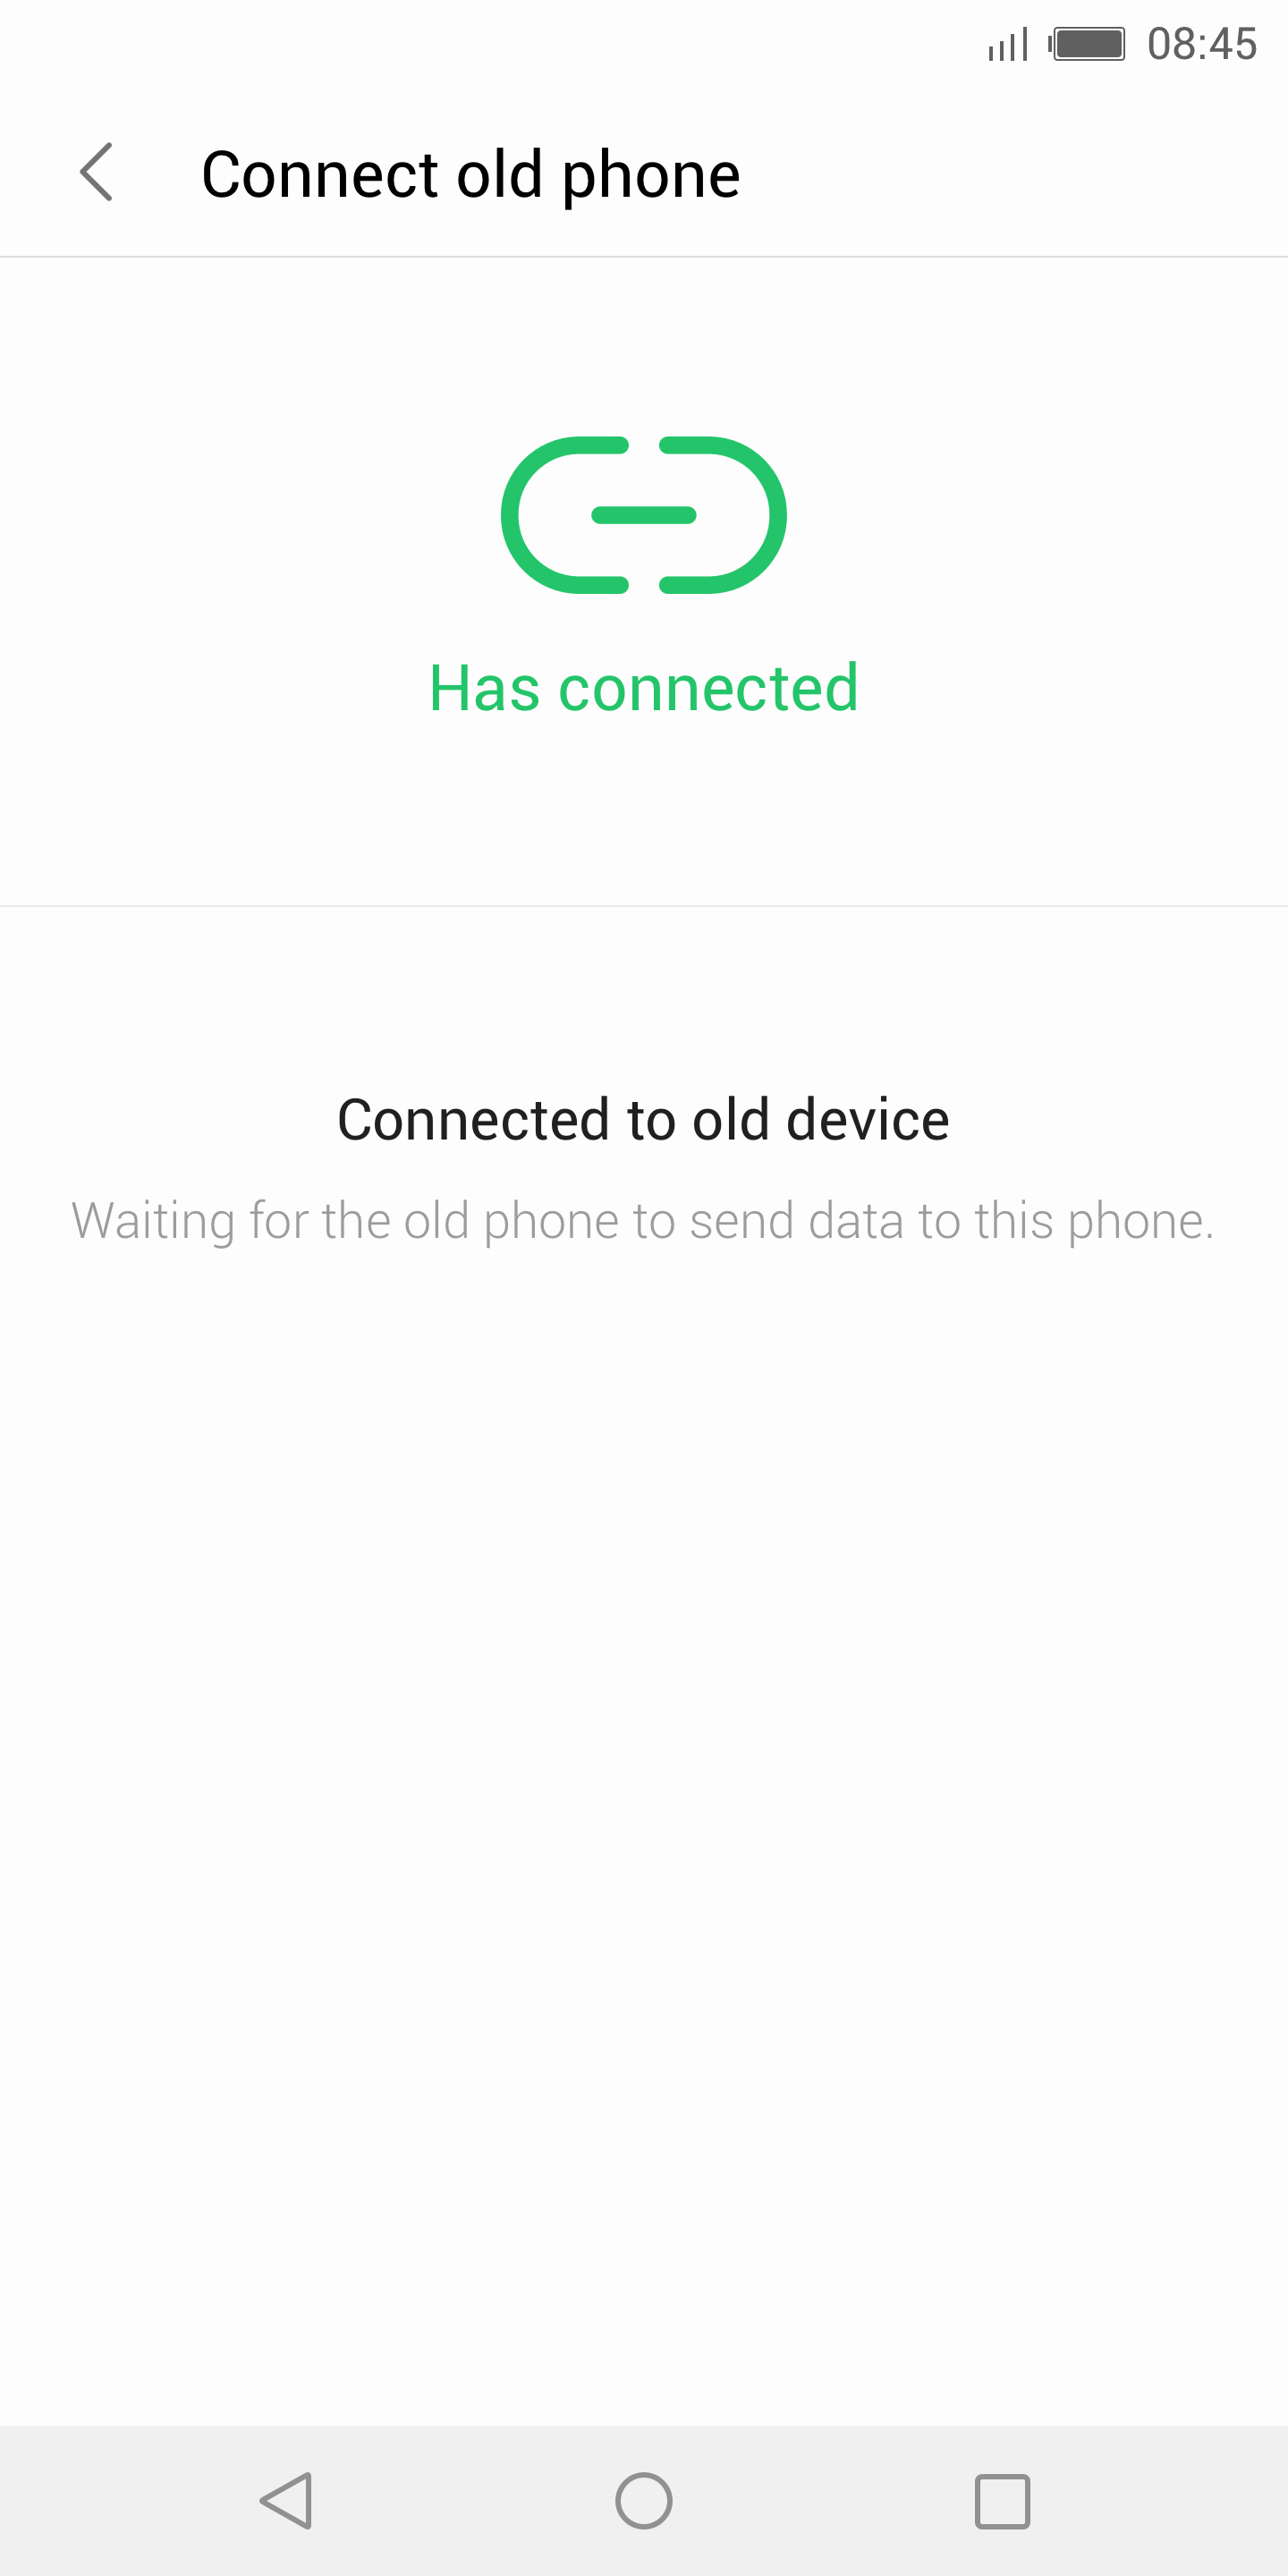 08:45
Connect old phone
Has connected
Connected to old device
Waiting for the old phone to send data to this phone.